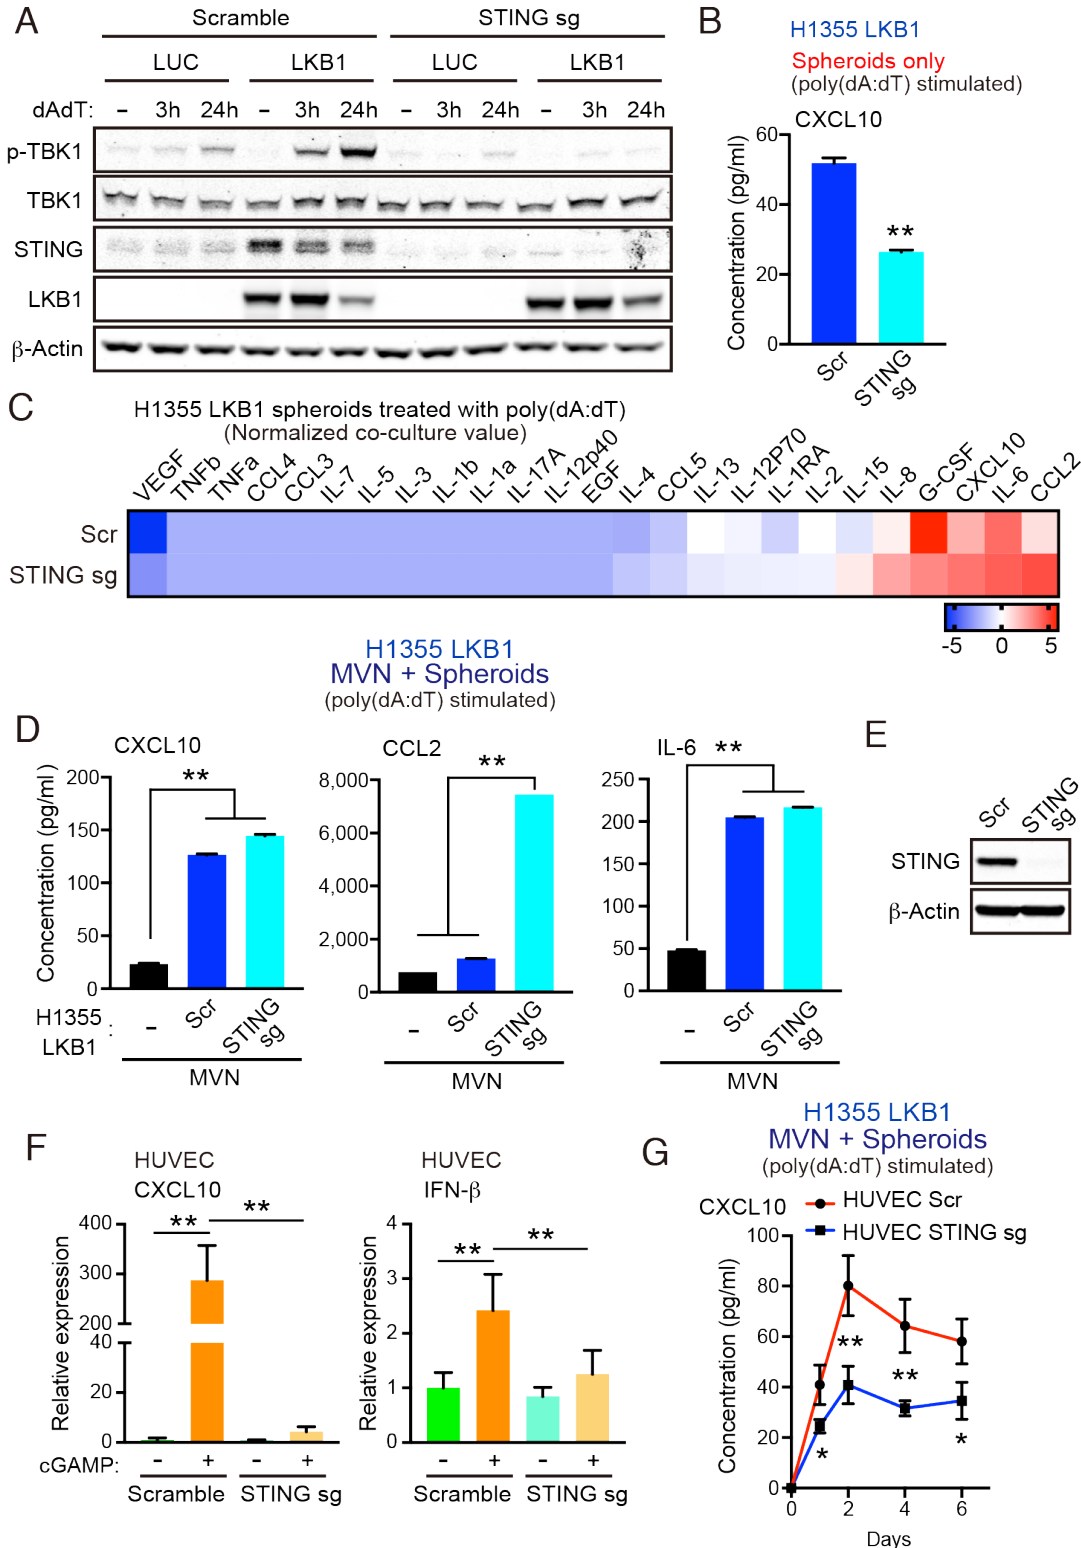 A
Scramble
STING sg
LUC
LKB1
LUC
LKB1
dAdT:
– 3h 24h – 3h 24h – 3h 24h – 3h 24h
p-TBK1
TBK1
STING
LKB1
β-Actin
B
H1355 LKB1
Spheroids only
(poly(dA:dT) stimulated)
CXCL10
Concentration (pg/ml)
60
40
20
0
**
Scr
STING sg
C
H1355 LKB1 spheroids treated with poly(dA:dT)
(Normalized co-culture value)
VEGF TNFb TNFa CCL4 CCL3 IL-7 IL-5 IL-3 IL-1b IL-1a IL-17A IL-12p40 EGF IL-4 CCL5 IL-13 IL-12P70 IL-1RA IL-2 IL-15 IL-8 G-CSF CXCL10 IL-6 CCL2
Scr
STING sg
-5 0 5
H1355 LKB1
MVN + Spheroids
(poly(dA:dT) stimulated)
D
CXCL10
Concentration (pg/ml)
200
150
100
50
0
**
H1355 LKB1 :
– Scr STING sg
MVN
CCL2
8,000
6,000
4,000
2,000
0
**
– Scr STING sg
MVN
IL-6
250
200
150
100
50
0
**
– Scr STING sg
MVN
E
Scr
STING sg
STING
β-Actin
F
HUVEC
CXCL10
Relative expression
400
300
200
40
20
0
** **
cGAMP:
- + - +
Scramble STING sg
HUVEC
IFN-β
Relative expression
4
3
2
1
0
** **
- + - +
Scramble STING sg
G
H1355 LKB1
MVN + Spheroids
(poly(dA:dT) stimulated)
CXCL10
HUVEC Scr
HUVEC STING sg
Concentration (pg/ml)
100
80
60
40
20
0
**
**
*
*
0 2 4 6
Days